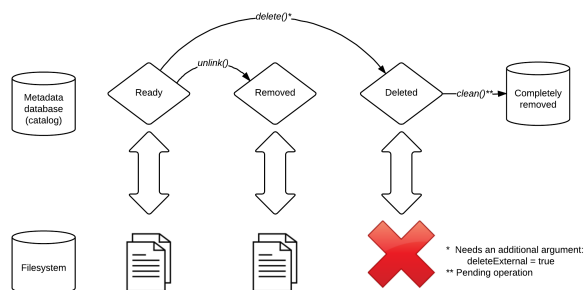 delete()*
unlink()
Metadata
database
(catalog)
Ready
Removed
Deleted
clean()**
Completely
removed
Filesystem
* Needs an additional argument:
deleteExternal = true
** Pending operation